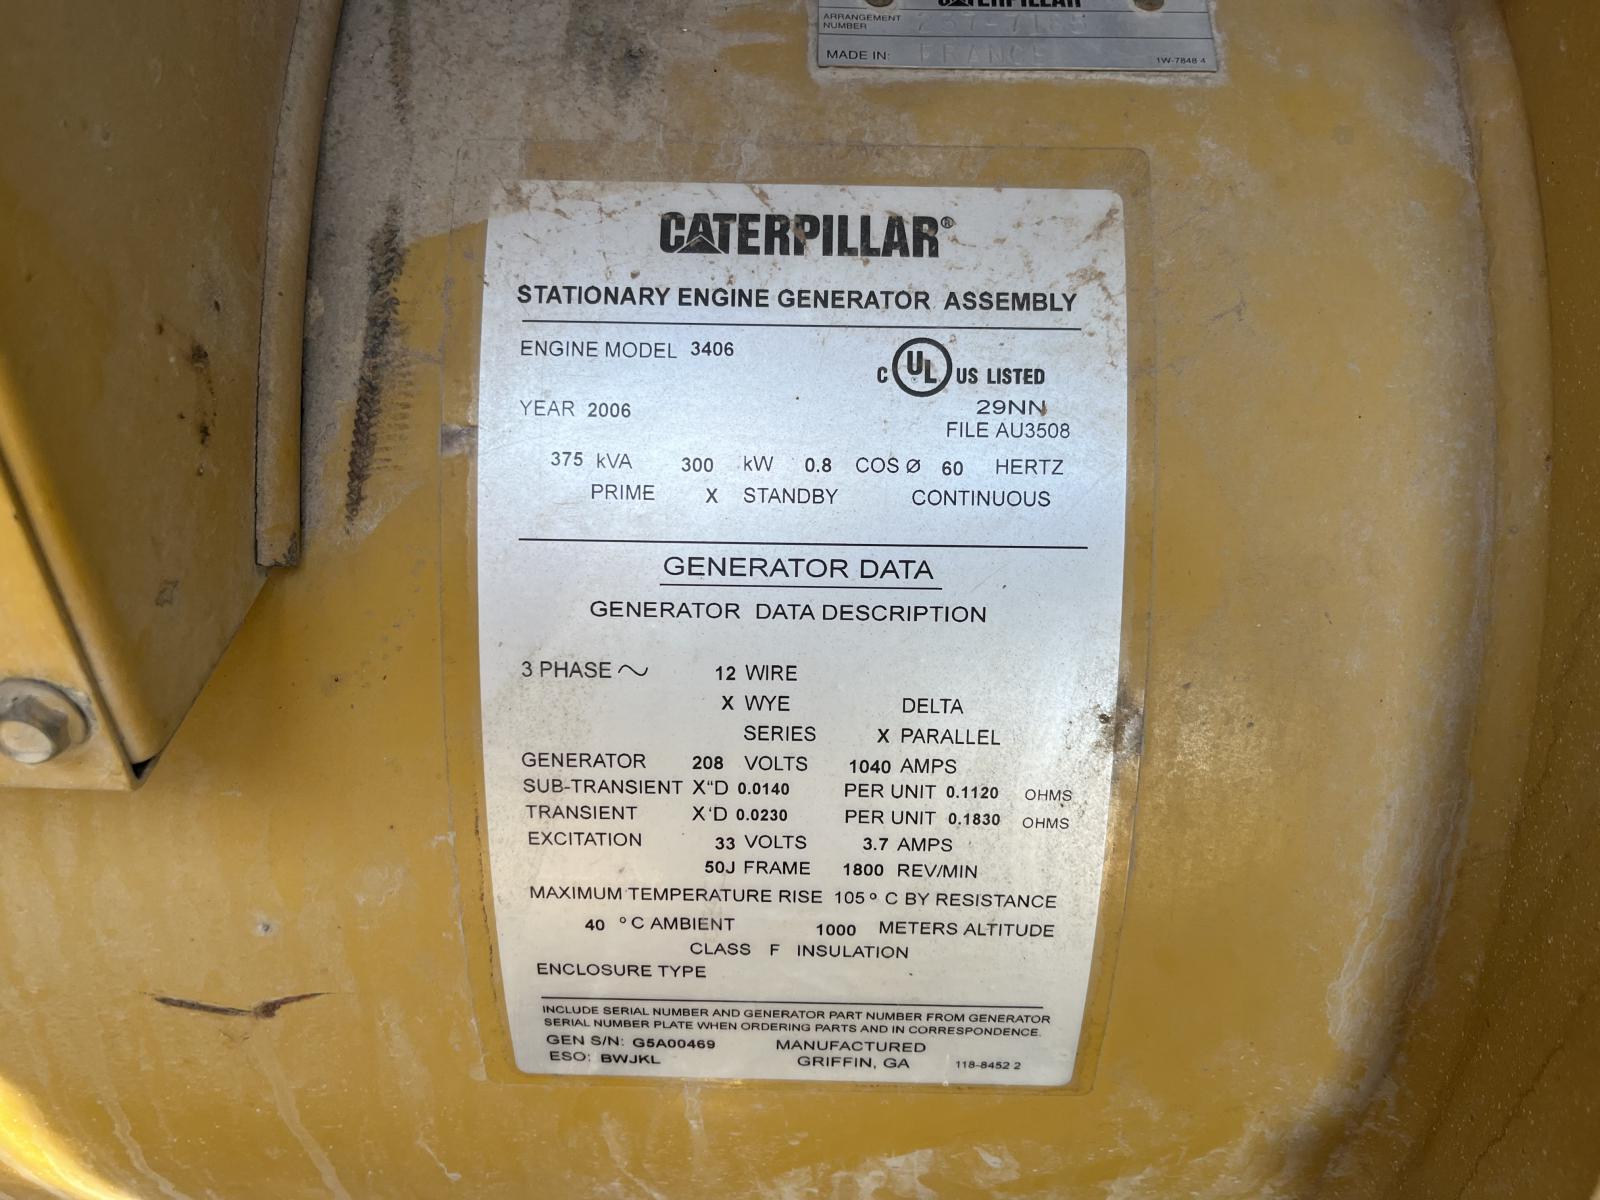 CATERPILLAR
ARRANGEMENT
NUMBER
MADE IN: FRANCE 1W-7848 4
CATERPILLAR®
STATIONARY ENGINE GENERATOR ASSEMBLY
ENGINE MODEL 3406
C UL US LISTED
YEAR 2006
29NN
FILE AU3508
375 kVA 300 kW 0.8 COS Ø 60 HERTZ
PRIME X STANDBY CONTINUOUS
GENERATOR DATA
GENERATOR DATA DESCRIPTION
3 PHASE ~ 12 WIRE
X WYE DELTA
SERIES X PARALLEL
GENERATOR 208 VOLTS 1040 AMPS
SUB-TRANSIENT X"D 0.0140 PER UNIT 0.1120 OHMS
TRANSIENT X'D 0.0230 PER UNIT 0.1830 OHMS
EXCITATION 33 VOLTS 3.7 AMPS
50J FRAME 1800 REV/MIN
MAXIMUM TEMPERATURE RISE 105° C BY RESISTANCE
40 °C AMBIENT 1000 METERS ALTITUDE
CLASS F INSULATION
ENCLOSURE TYPE
INCLUDE SERIAL NUMBER AND GENERATOR PART NUMBER FROM GENERATOR
SERIAL NUMBER PLATE WHEN ORDERING PARTS AND IN CORRESPONDENCE.
GEN S/N: G5A00469 MANUFACTURED
ESO: BWJKL GRIFFIN, GA 118-8452 2